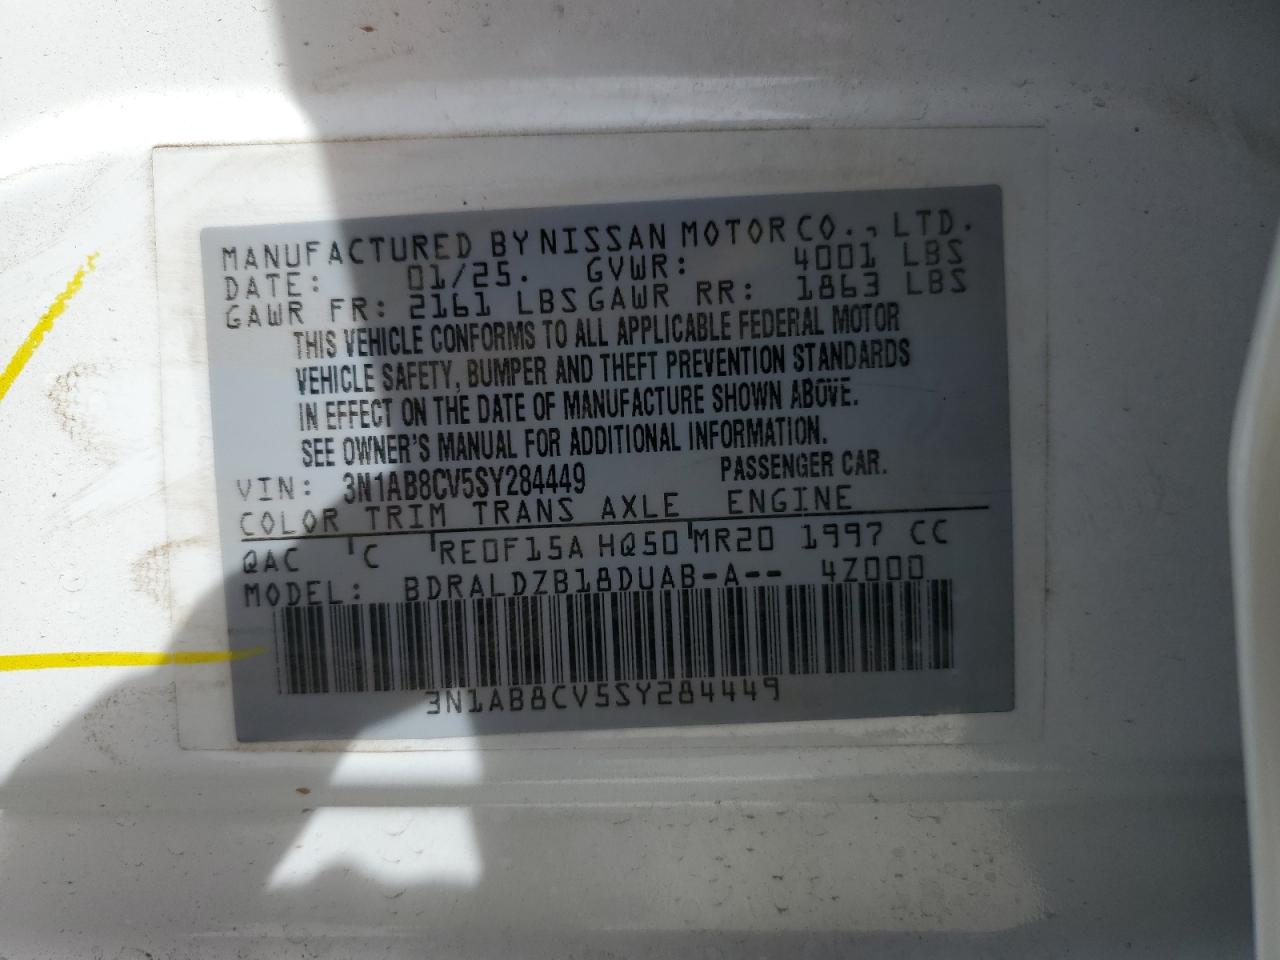 MANUFACTURED BY NISSAN MOTOR CO., LTD.
DATE: 01/25. GVWR: 4001 LBS
GAWR FR: 2161 LBS GAWR RR: 1863 LBS
THIS VEHICLE CONFORMS TO ALL APPLICABLE FEDERAL MOTOR
VEHICLE SAFETY, BUMPER AND THEFT PREVENTION STANDARDS
IN EFFECT ON THE DATE OF MANUFACTURE SHOWN ABOVE.
SEE OWNER'S MANUAL FOR ADDITIONAL INFORMATION.
VIN: 3N1AB8CV5SY284449 PASSENGER CAR.
COLOR TRIM TRANS AXLE ENGINE
QAC C RE0F15A HQ50 MR20 1997 CC
MODEL: BDRALDZB18DUAB-A-- 4Z000
3N1AB8CV5SY284449